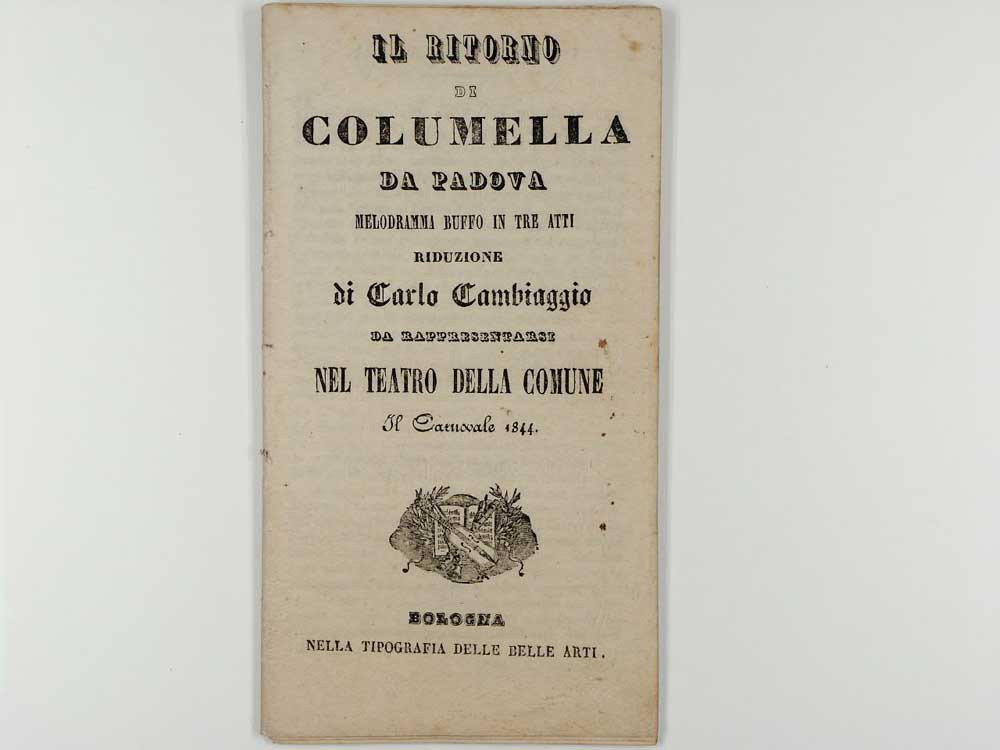 IL RITORNO
DI
COLUMELLA
DA PADOVA
MELODRAMMA BUFFO IN TRE ATTI
RIDUZIONE
di Carlo Cambiaggio
DA RAPPRESENTARSI
NEL TEATRO DELLA COMUNE
Il Carnovale 1844.
BOLOGNA
NELLA TIPOGRAFIA DELLE BELLE ARTI.